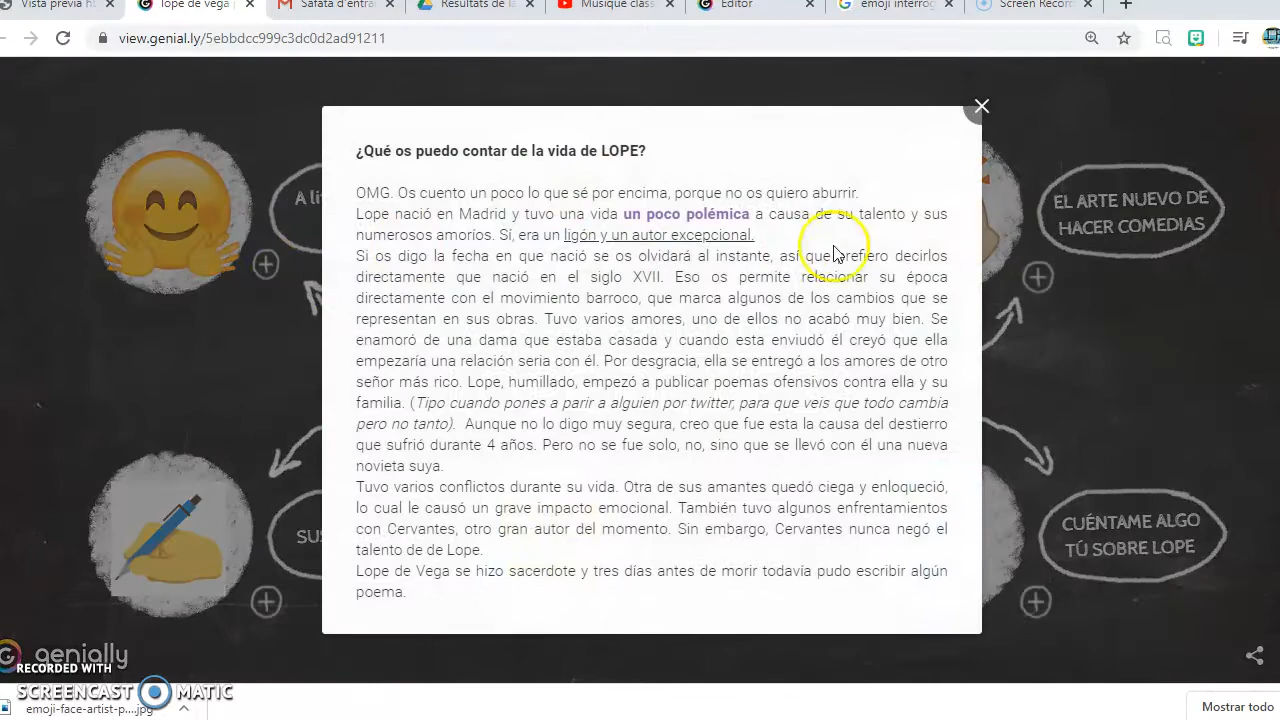 Vista previa ht
lope de vega
Safata d'entra
Resultats de la
Musique class
Editor
emoji interrog
Screen Record
view.genial.ly/5ebbdcc999c3dc0d2ad91211
¿Qué os puedo contar de la vida de LOPE?
OMG. Os cuento un poco lo que sé por encima, porque no os quiero aburrir.
Lope nació en Madrid y tuvo una vida un poco polémica a causa de su talento y sus
numerosos amorios. Sí, era un ligón y un autor excepcional.
Si os digo la fecha en que nació se os olvidará al instante, así que prefiero decirlos
directamente que nació en el siglo XVII. Eso os permite relacionar su época
directamente con el movimiento barroco, que marca algunos de los cambios que se
representan en sus obras. Tuvo varios amores, uno de ellos no acabó muy bien. Se
enamoró de una dama que estaba casada y cuando esta enviudó él creyó que ella
empezaría una relación seria con él. Por desgracia, ella se entregó a los amores de otro
señor más rico. Lope, humillado, empezó a publicar poemas ofensivos contra ella y su
familia. (Tipo cuando pones a parir a alguien por twitter, para que veis que todo cambia
pero no tanto). Aunque no lo digo muy segura, creo que fue esta la causa del destierro
que sufrió durante 4 años. Pero no se fue solo, no, sino que se llevó con él una nueva
novieta suya.
Tuvo varios conflictos durante su vida. Otra de sus amantes quedó ciega y enloqueció,
lo cual le causó un grave impacto emocional. También tuvo algunos enfrentamientos
con Cervantes, otro gran autor del momento. Sin embargo, Cervantes nunca negó el
talento de de Lope.
Lope de Vega se hizo sacerdote y tres días antes de morir todavía pudo escribir algún
poema.
A li
EL ARTE NUEVO DE
HACER COMEDIAS
SUS
CUÉNTAME ALGO
TÚ SOBRE LOPE
genially
RECORDED WITH
SCREENCAST MATIC
emoji-face-artist-p....jpg
Mostrar todo